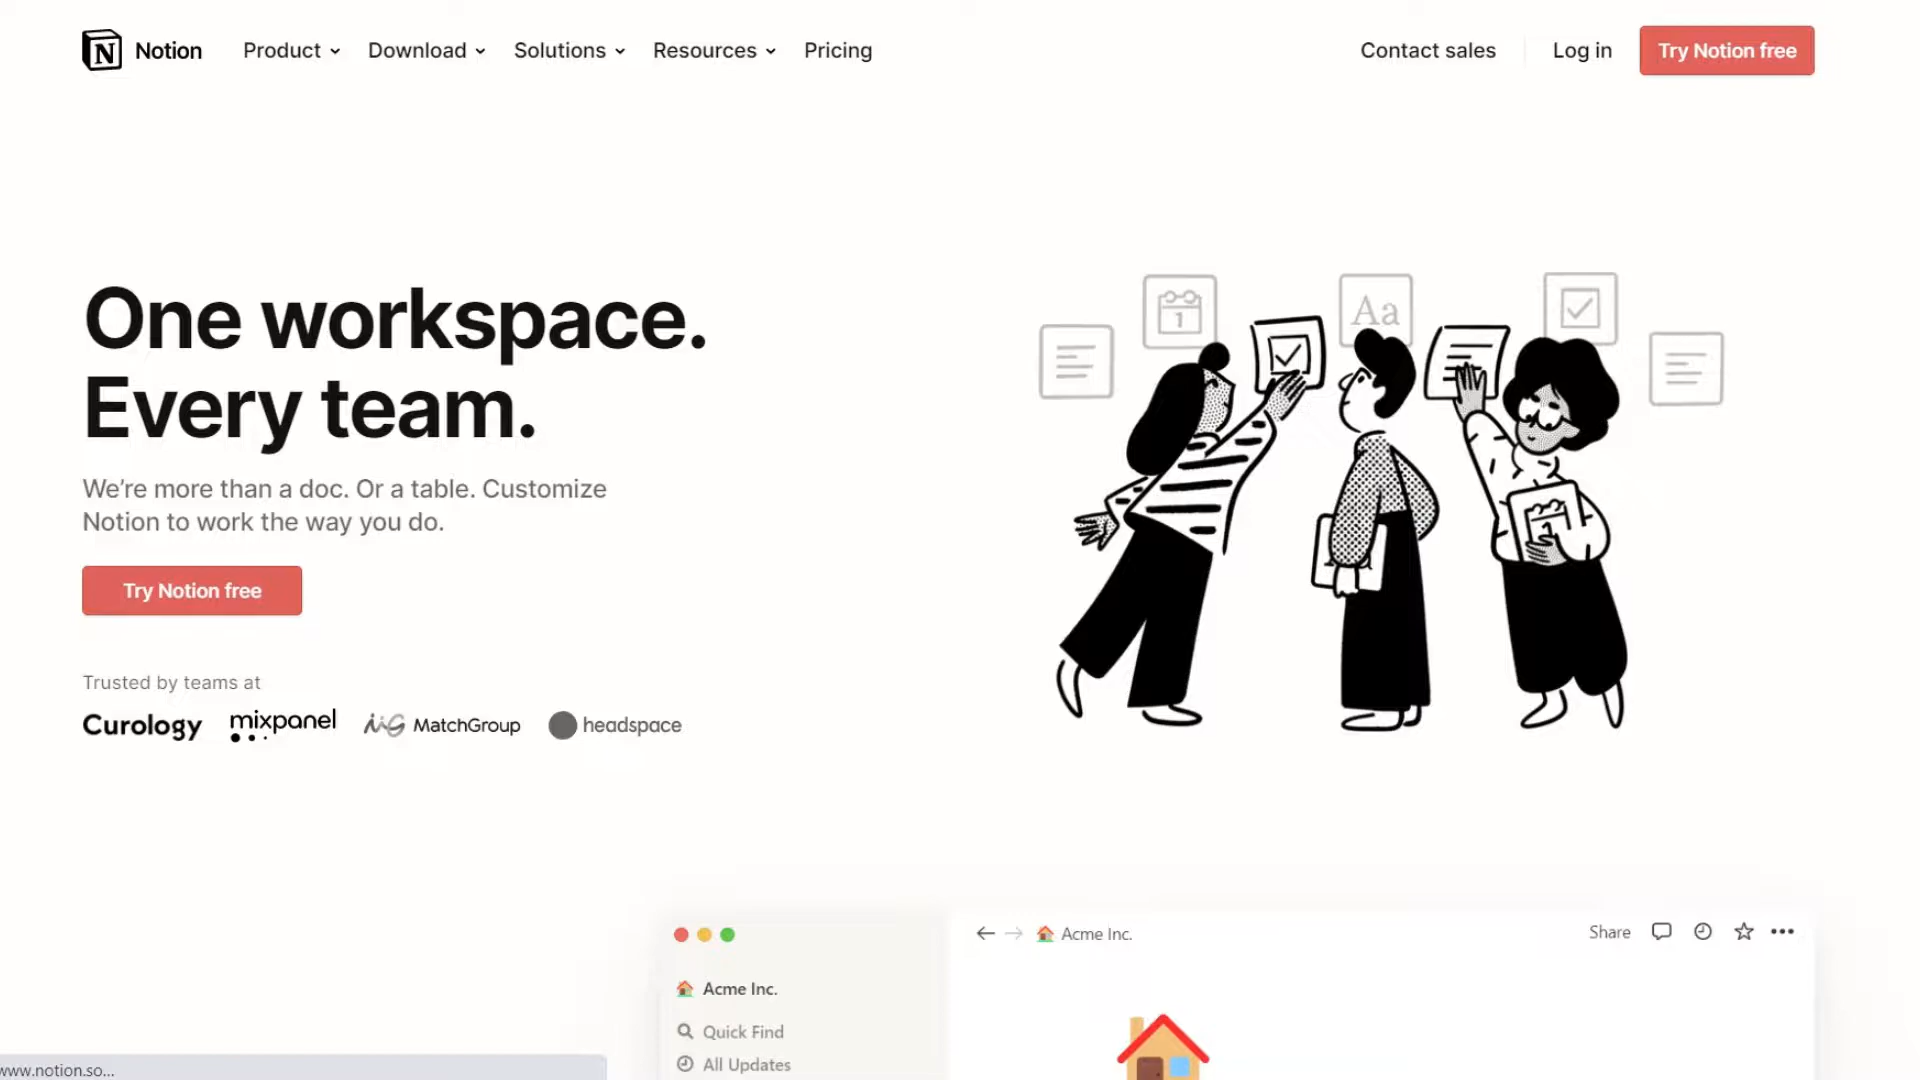 Notion Product Download Solutions Resources Pricing Contact sales Log in Try Notion free
One workspace.
Every team.
We're more than a doc. Or a table. Customize
Notion to work the way you do.
Try Notion free
Trusted by teams at
Curology mixpanel MG MatchGroup headspace
1
Aa
1
Acme Inc. Share
Acme Inc.
Quick Find
All Updates
www.notion.so...